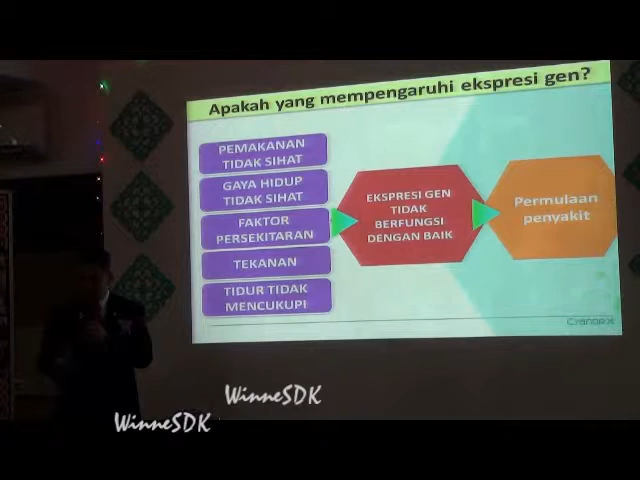 Apakah yang mempengaruhi ekspresi gen?
PEMAKANAN
TIDAK SIHAT
GAYA HIDUP
TIDAK SIHAT
FAKTOR
PERSEKITARAN
TEKANAN
TIDUR TIDAK
MENCUKUPI
EKSPRESI GEN
TIDAK
BERFUNGSI
DENGAN BAIK
Permulaan
penyakit
WinneSDK
WinneSDK